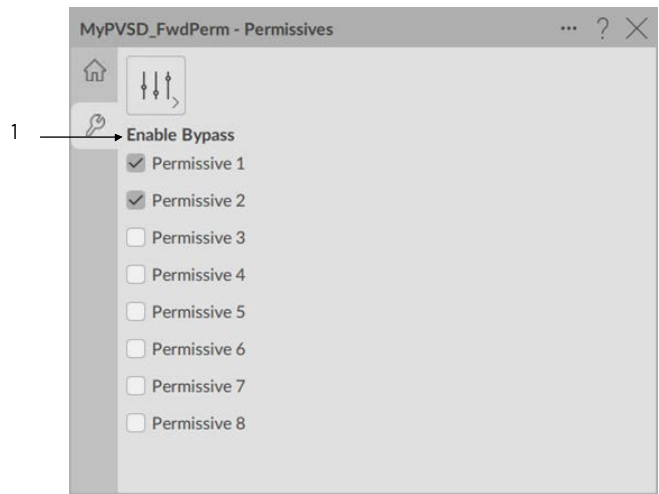 MyPVSD_FwdPerm - Permissives ... ?
1
Enable Bypass
Permissive 1
Permissive 2
Permissive 3
Permissive 4
Permissive 5
Permissive 6
Permissive 7
Permissive 8